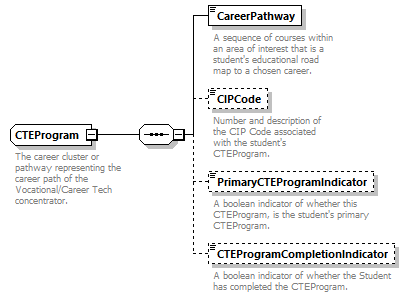 CareerPathway
A sequence of courses within
an area of interest that is a
student's educational road
map to a chosen career.
CIPCode
Number and description of
the CIP Code associated
with the student's
CTEProgram.
CTEProgram
The career cluster or
pathway representing the
career path of the
Vocational/Career Tech
concentrator.
PrimaryCTEProgramIndicator
A boolean indicator of whether this
CTEProgram, is the student's primary
CTEProgram.
CTEProgramCompletionIndicator
A boolean indicator of whether the Student
has completed the CTEProgram.